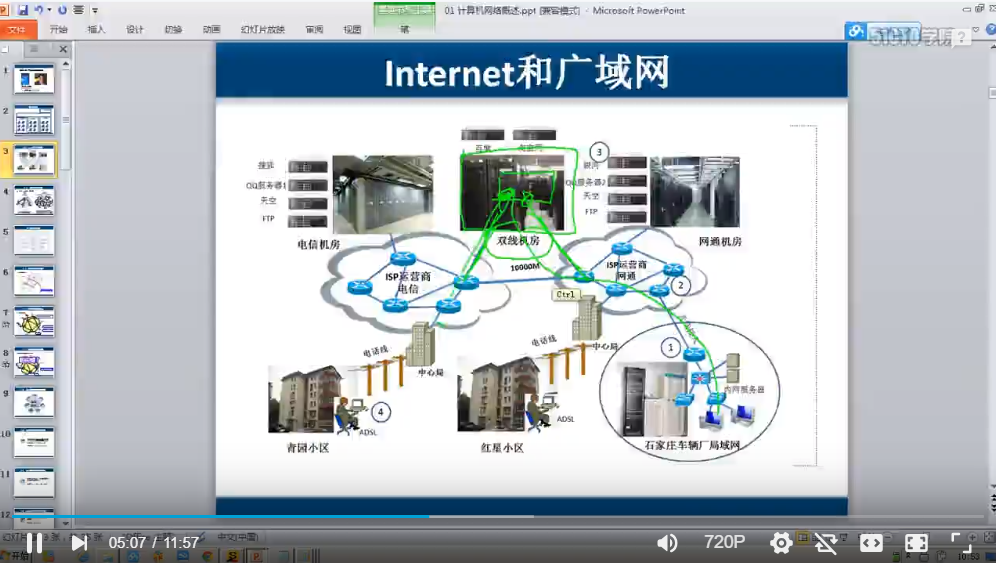 01 计算机网络概述.ppt [兼容模式] - Microsoft PowerPoint
文件 开始 插入 设计 切换 动画 幻灯片放映 审阅 视图 笔
51CTO学院
Internet和广域网
百度
搜狐
QQ服务器1
天空
FTP
电信机房
双线机房
3
QQ服务器2
天空
FTP
网通机房
ISP运营商
电信
10000M
ISP运营商
网通
2
Ctrl
电话线
中心局
电话线
中心局
1
内网服务器
4
ADSL
ADSL
青园小区
红星小区
石家庄车辆厂局域网
1
2
3
4
5
6
7
8
9
10
11
12
中文(中国)
05:07 / 11:57
720P
开始
10:53